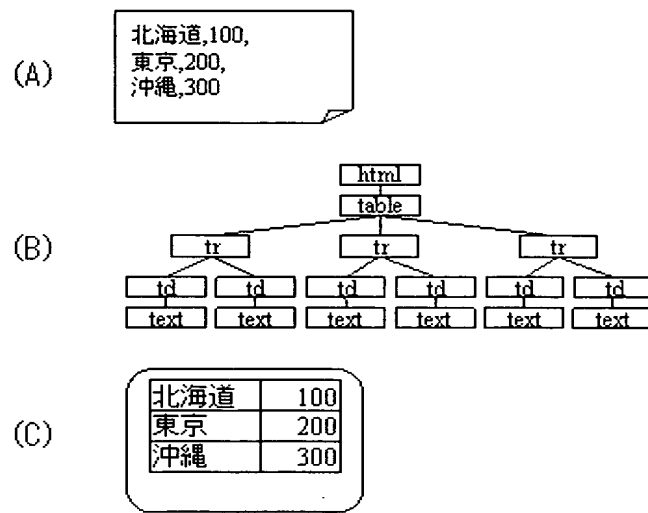 (A)
北海道,100,
東京,200,
沖縄,300
(B)
html
table
tr tr tr
td td td td td td
text text text text text text
(C)
北海道 100
東京 200
沖縄 300